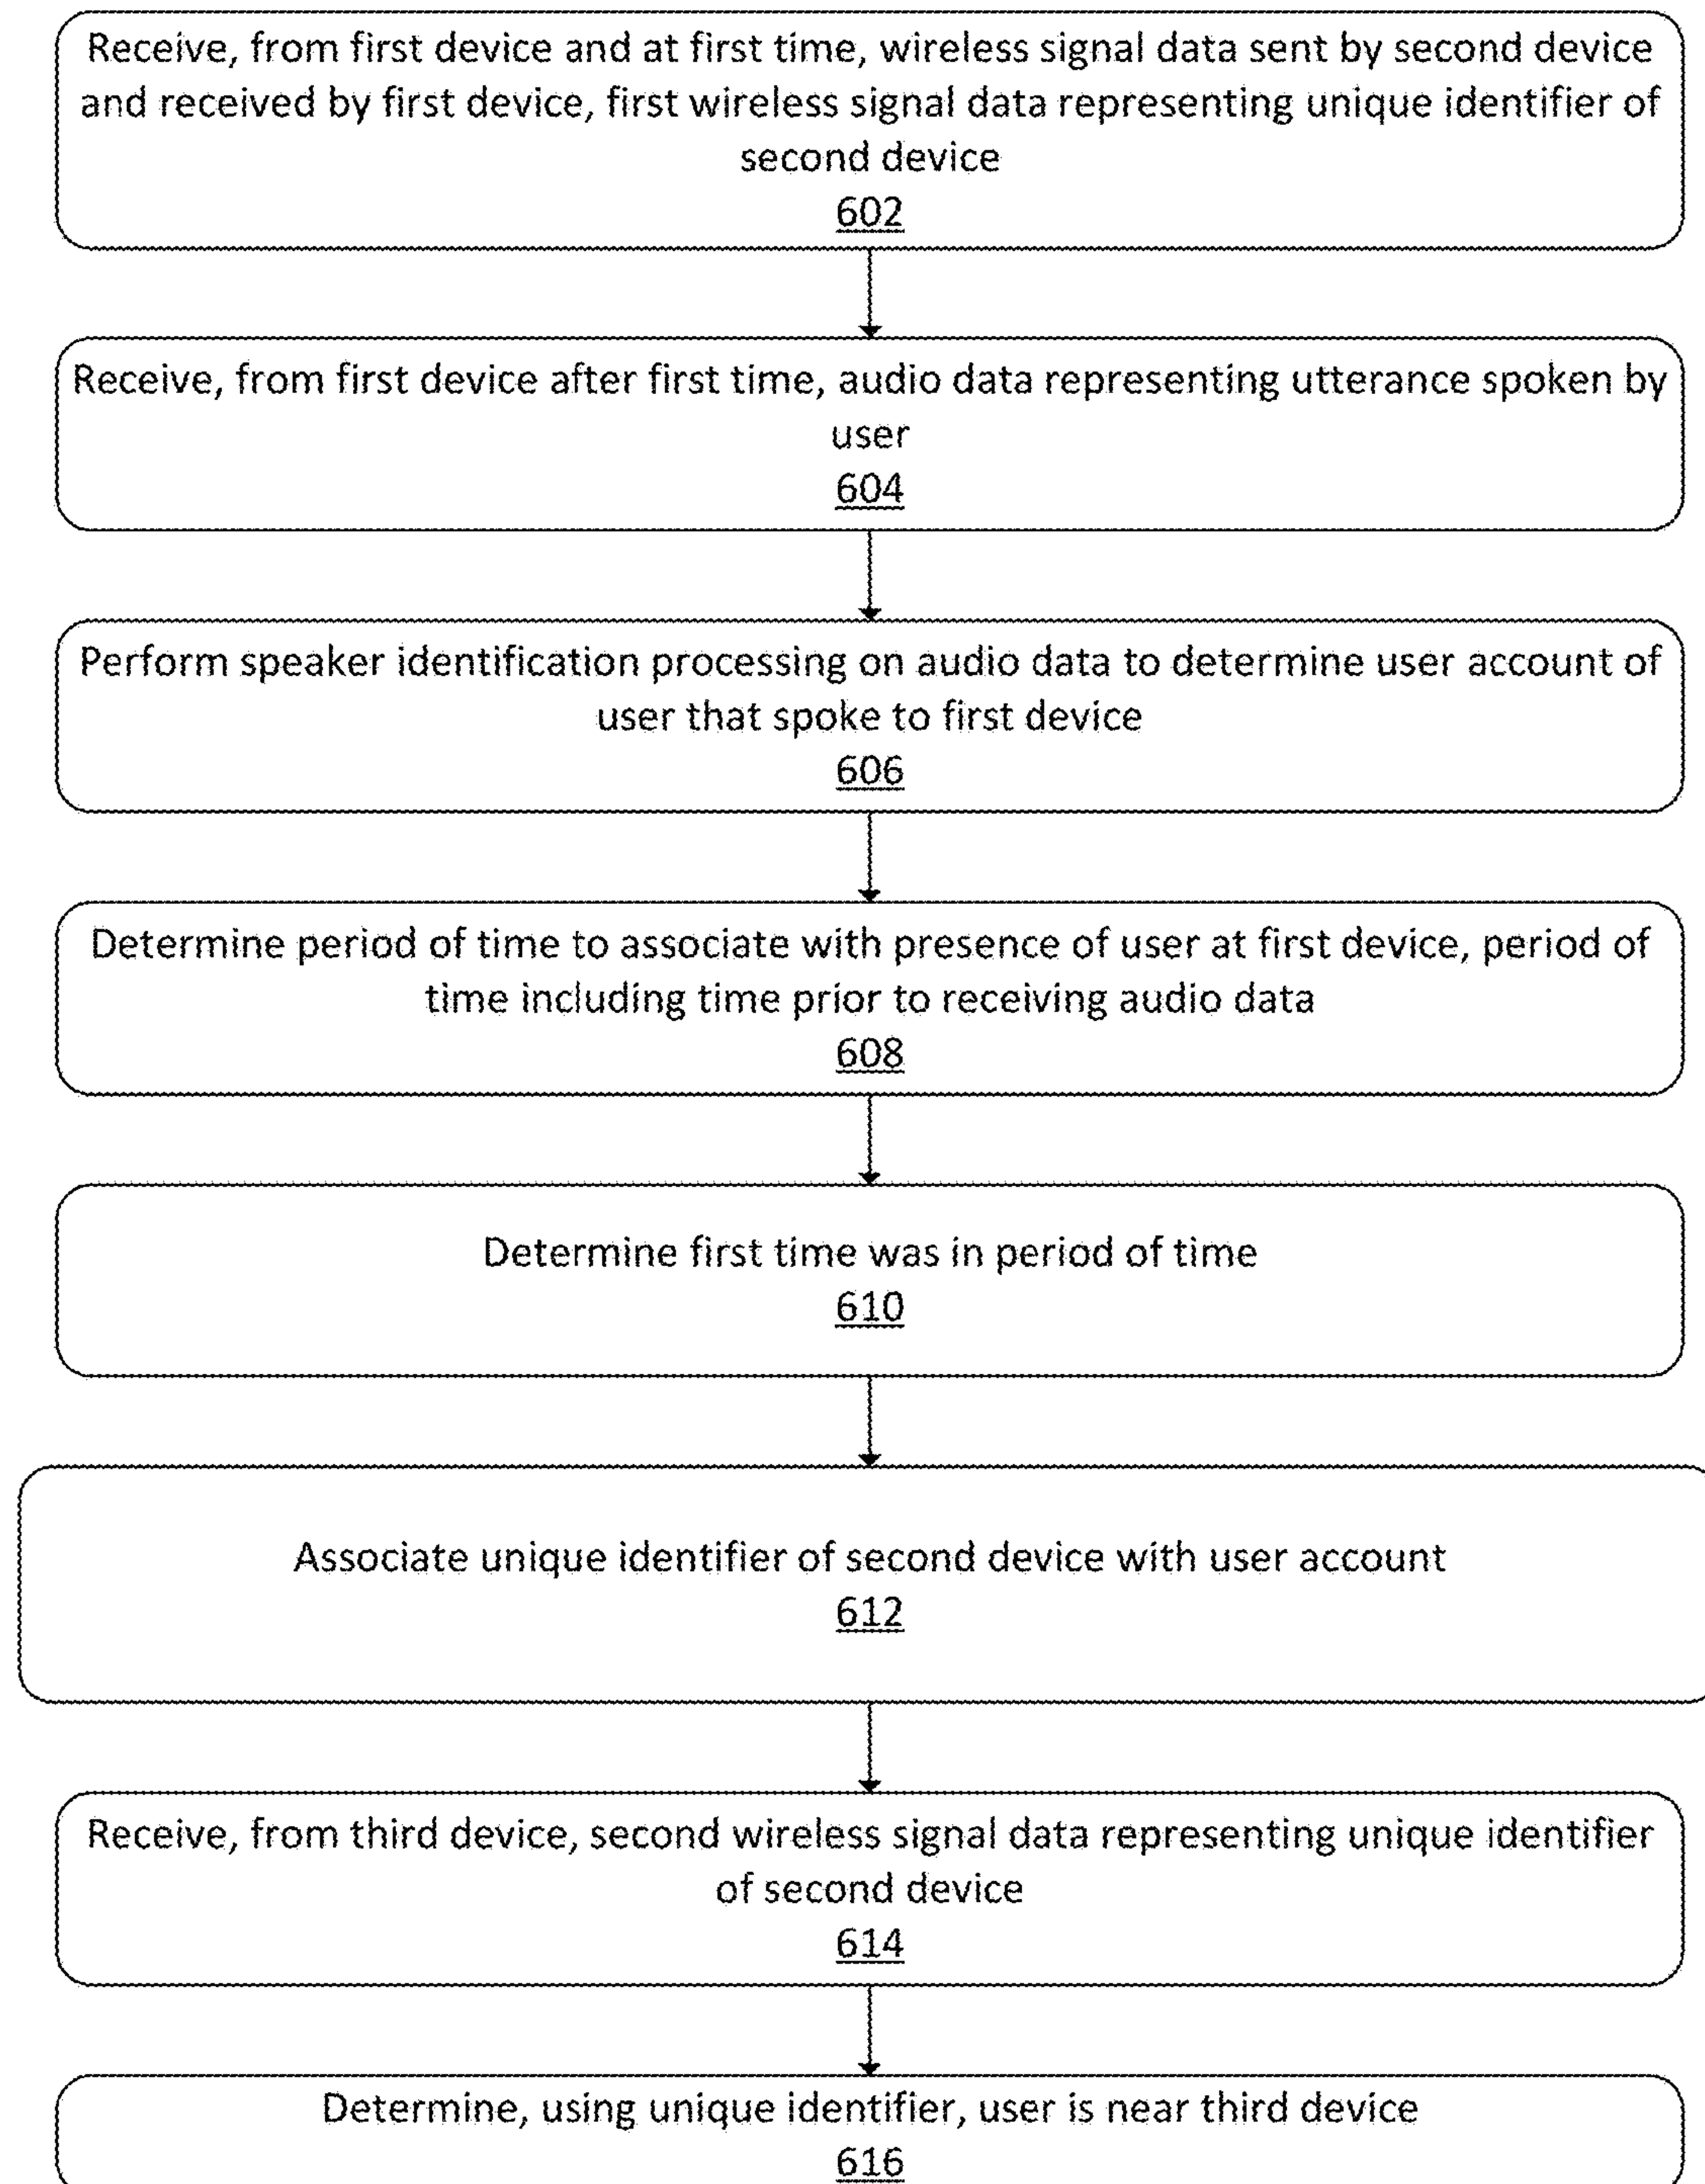 Receive, from first device and at first time, wireless signal data sent by second device
and received by first device, first wireless signal data representing unique identifier of
second device
602
Receive, from first device after first time, audio data representing utterance spoken by
user
604
Perform speaker identification processing on audio data to determine user account of
user that spoke to first device
606
Determine period of time to associate with presence of user at first device, period of
time including time prior to receiving audio data
608
Determine first time was in period of time
610
Associate unique identifier of second device with user account
612
Receive, from third device, second wireless signal data representing unique identifier
of second device
614
Determine, using unique identifier, user is near third device
616